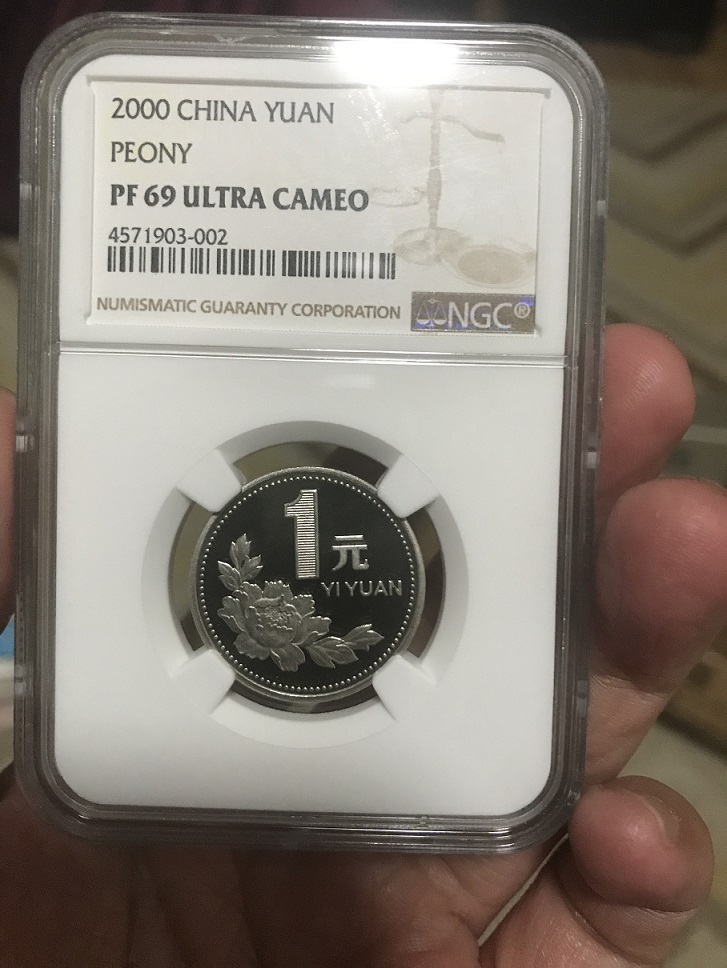 2000 CHINA YUAN
PEONY
PF 69 ULTRA CAMEO
4571903-002
NUMISMATIC GUARANTY CORPORATION NGC®
1元
YI YUAN